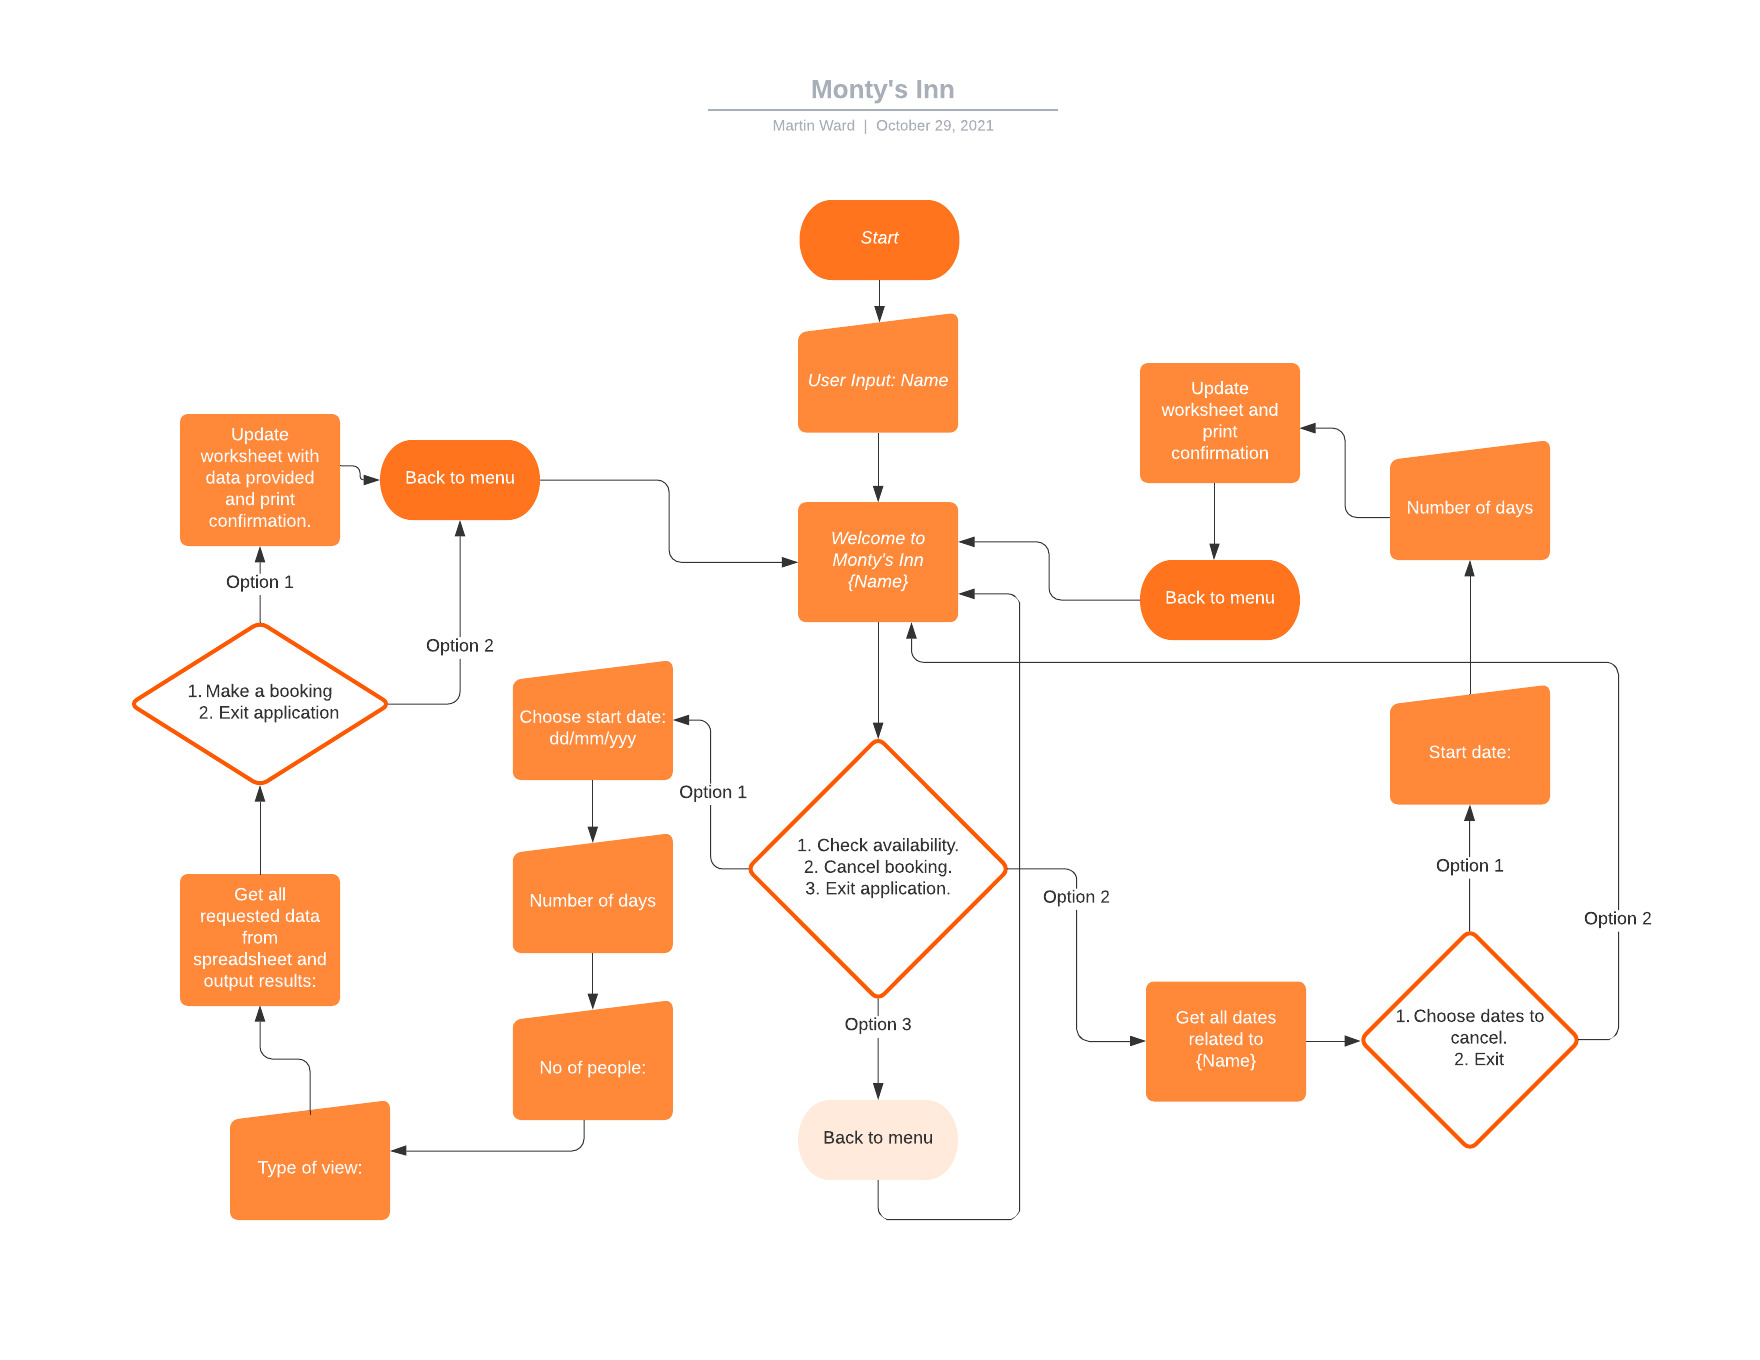 Monty's Inn
Martin Ward | October 29, 2021
Start
User Input: Name
Welcome to
Monty's Inn
{Name}
1. Check availability.
2. Cancel booking.
3. Exit application.
Option 1
Choose start date:
dd/mm/yyy
Number of days
No of people:
Type of view:
Get all
requested data
from
spreadsheet and
output results:
1. Make a booking
2. Exit application
Option 1
Update
worksheet with
data provided
and print
confirmation.
Option 2
Back to menu
Option 2
Get all dates
related to
{Name}
1. Choose dates to
cancel.
2. Exit
Option 1
Start date:
Number of days
Update
worksheet and
print
confirmation
Back to menu
Option 2
Option 3
Back to menu